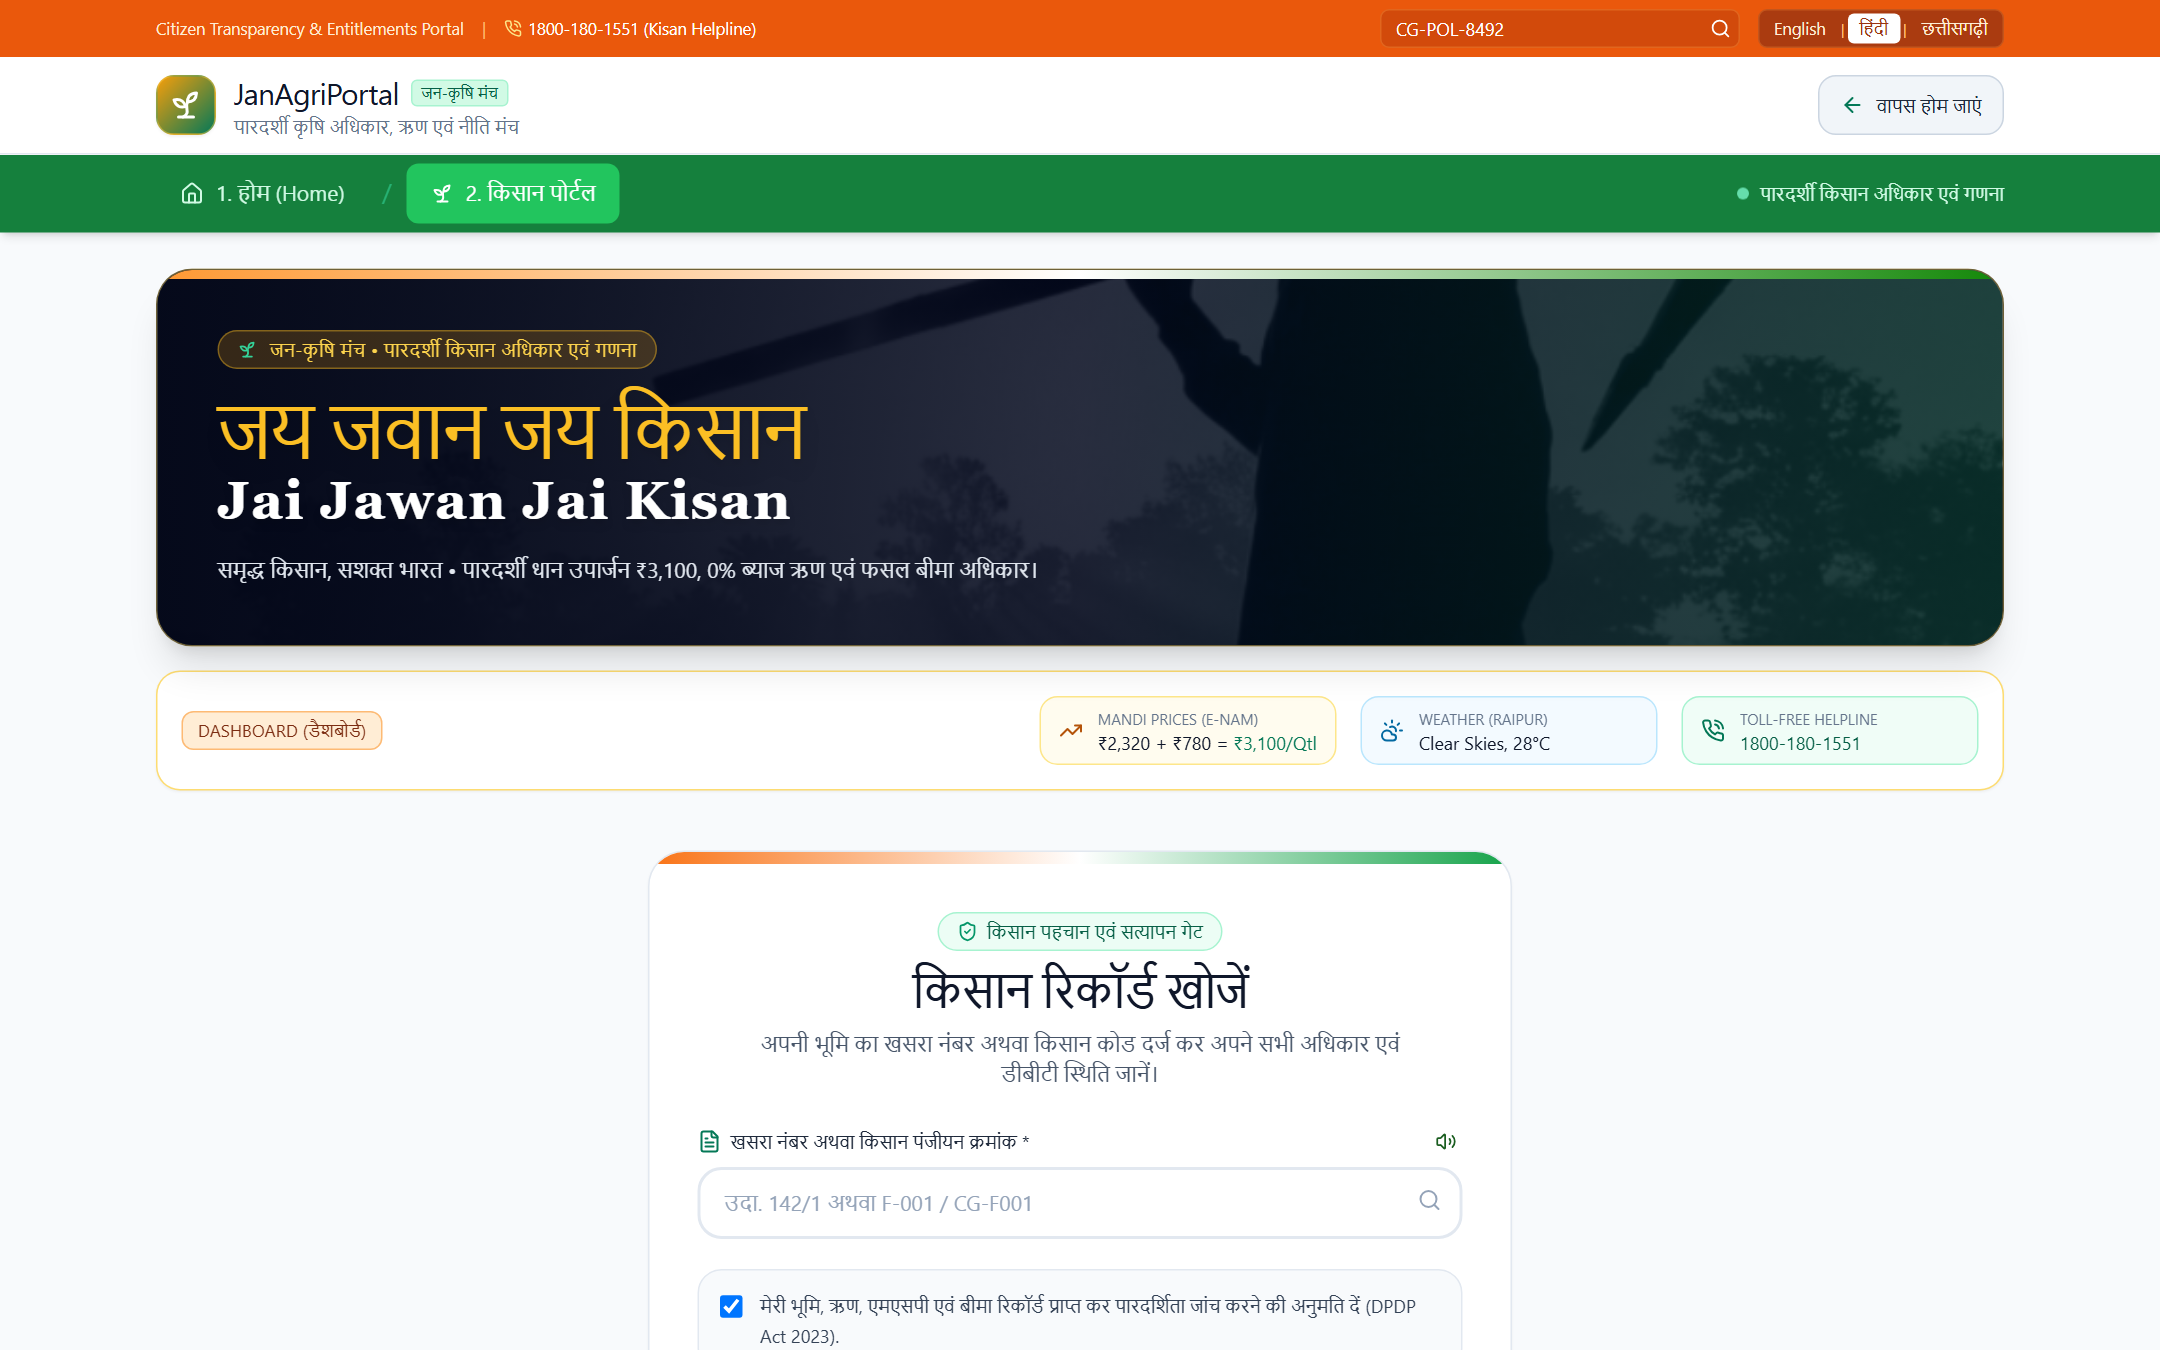 Citizen Transparency & Entitlements Portal | 1800-180-1551 (Kisan Helpline)
CG-POL-8492
English | हिंदी | छत्तीसगढ़ी
JanAgriPortal जन-कृषि मंच
पारदर्शी कृषि अधिकार, ऋण एवं नीति मंच
वापस होम जाएं
1. होम (Home) / 2. किसान पोर्टल
पारदर्शी किसान अधिकार एवं गणना
जन-कृषि मंच • पारदर्शी किसान अधिकार एवं गणना
जय जवान जय किसान
Jai Jawan Jai Kisan
समृद्ध किसान, सशक्त भारत • पारदर्शी धान उपार्जन ₹3,100, 0% ब्याज ऋण एवं फसल बीमा अधिकार।
DASHBOARD (डैशबोर्ड)
MANDI PRICES (E-NAM)
₹2,320 + ₹780 = ₹3,100/Qtl
WEATHER (RAIPUR)
Clear Skies, 28°C
TOLL-FREE HELPLINE
1800-180-1551
किसान पहचान एवं सत्यापन गेट
किसान रिकॉर्ड खोजें
अपनी भूमि का खसरा नंबर अथवा किसान कोड दर्ज कर अपने सभी अधिकार एवं
डीबीटी स्थिति जानें।
खसरा नंबर अथवा किसान पंजीयन क्रमांक *
उदा. 142/1 अथवा F-001 / CG-F001
मेरी भूमि, ऋण, एमएसपी एवं बीमा रिकॉर्ड प्राप्त कर पारदर्शिता जांच करने की अनुमति दें (DPDP
Act 2023).